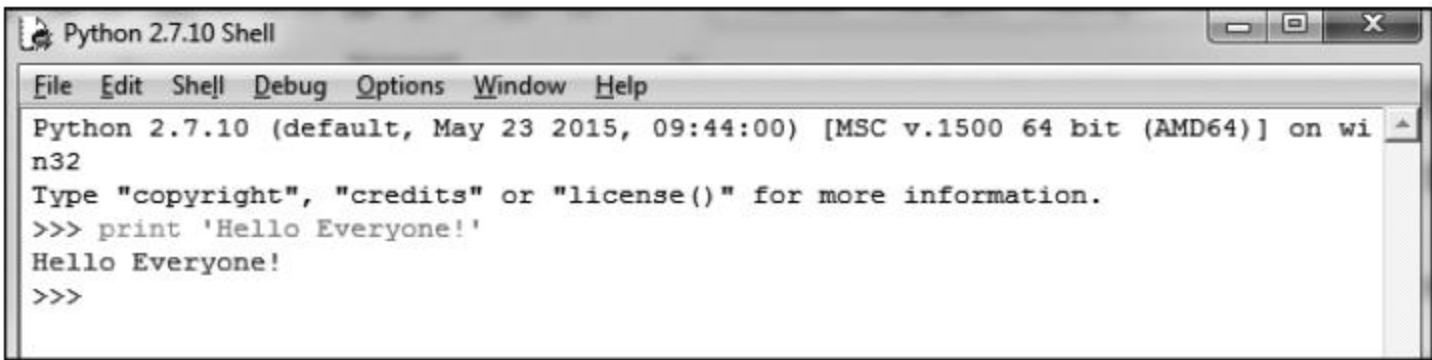 Python 2.7.10 Shell
File Edit Shell Debug Options Window Help
Python 2.7.10 (default, May 23 2015, 09:44:00) [MSC v.1500 64 bit (AMD64)] on wi
n32
Type "copyright", "credits" or "license()" for more information.
>>> print 'Hello Everyone!'
Hello Everyone!
>>>